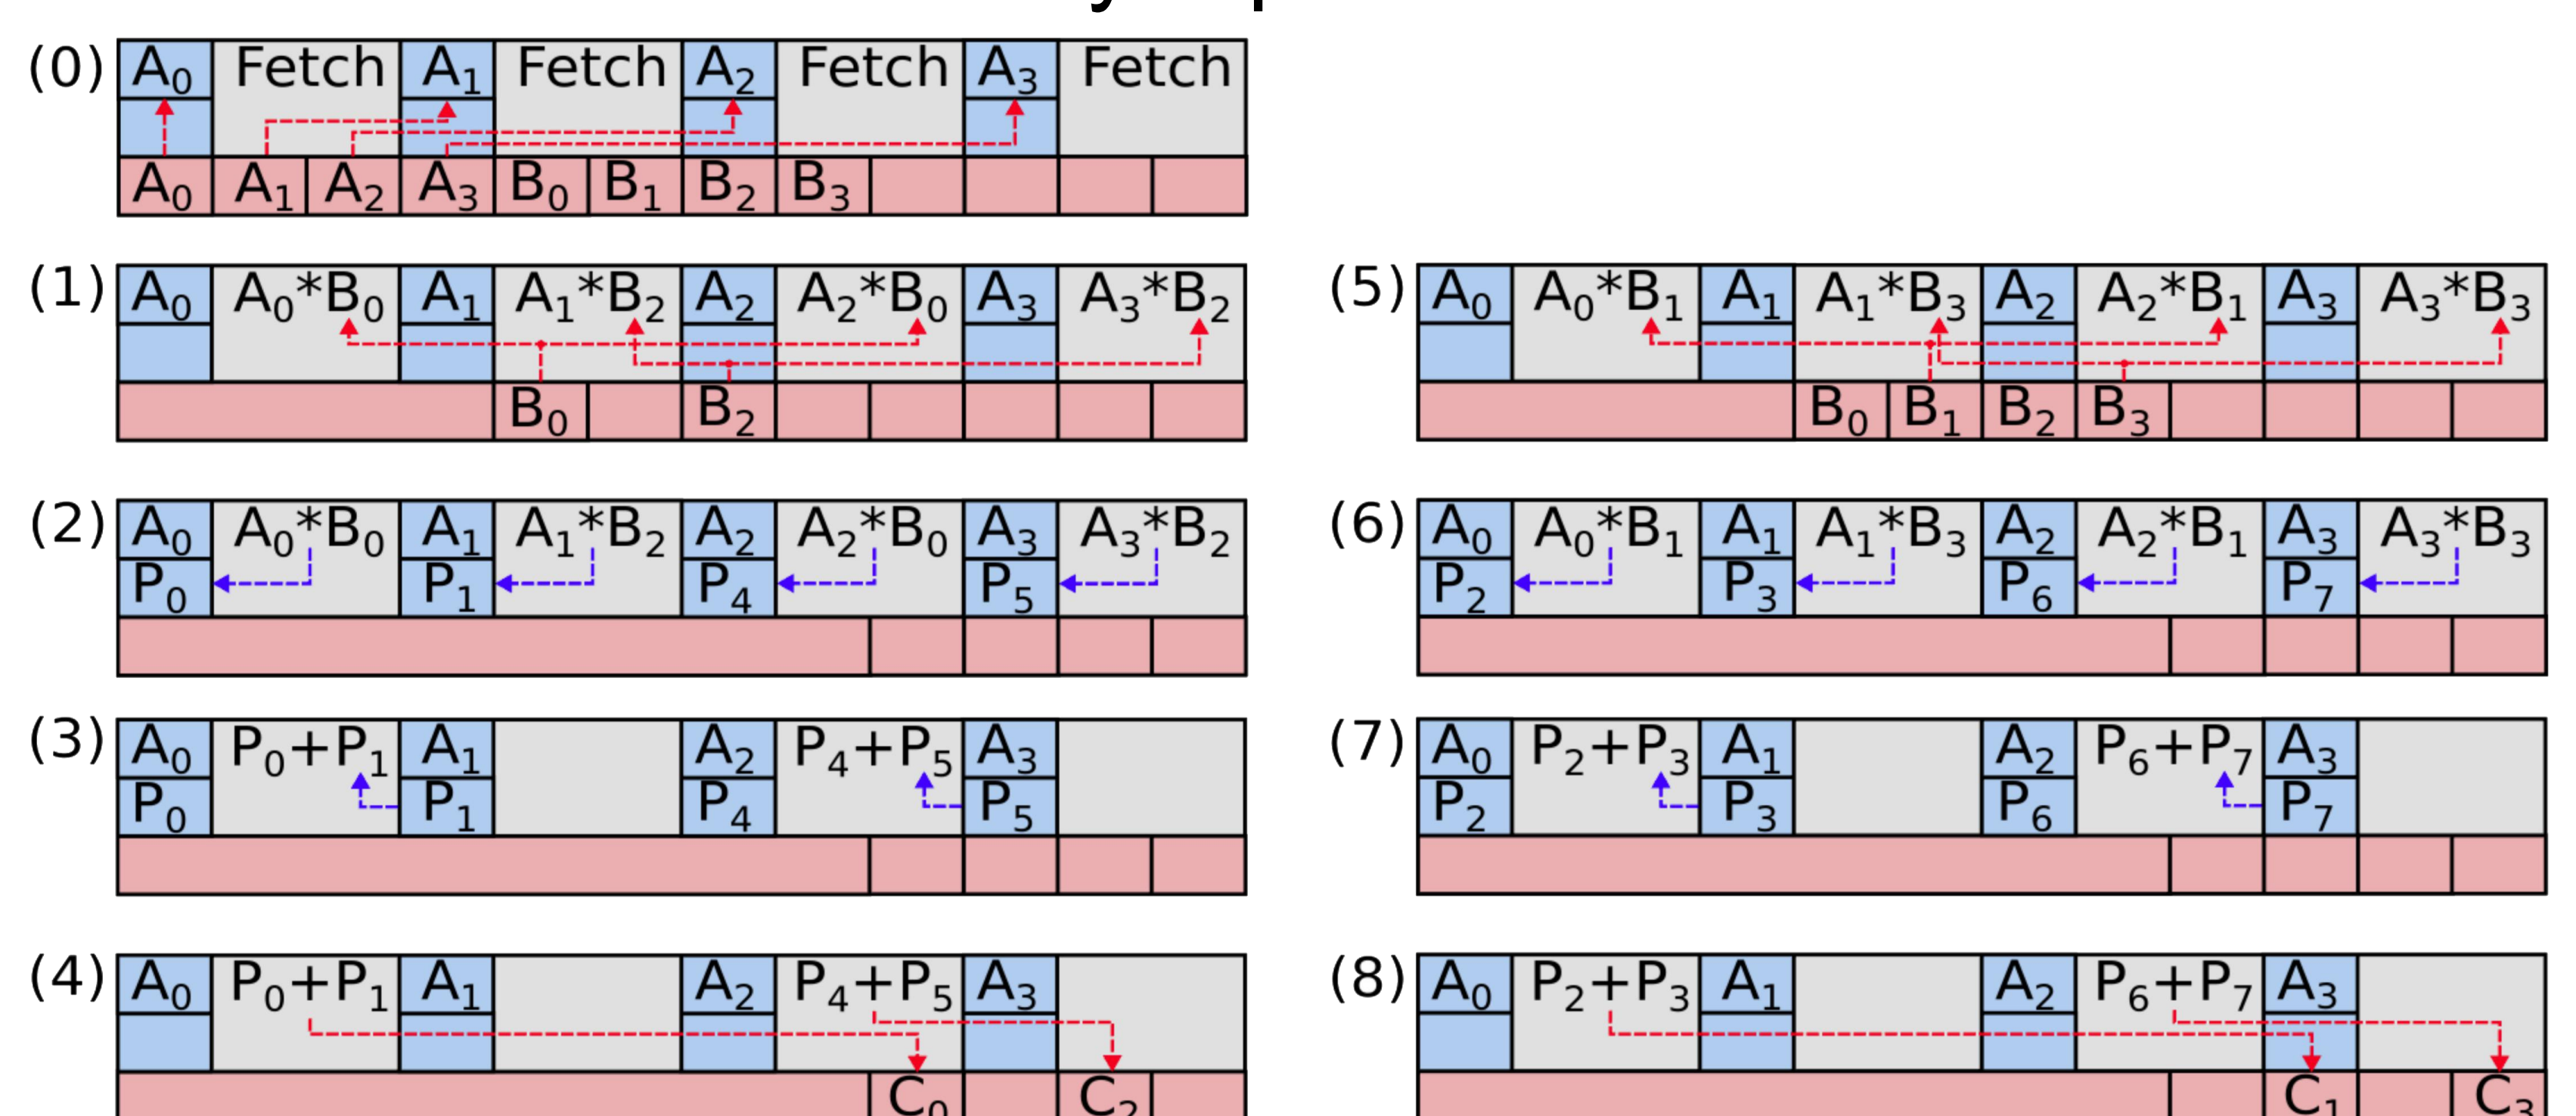 (0) A₀ Fetch A₁ Fetch A₂ Fetch A₃ Fetch
A₀ A₁ A₂ A₃ B₀ B₁ B₂ B₃
(1) A₀ A₀*B₀ A₁ A₁*B₂ A₂ A₂*B₀ A₃ A₃*B₂
B₀ B₂
(2) A₀ A₀*B₀ A₁ A₁*B₂ A₂ A₂*B₀ A₃ A₃*B₂
P₀ P₁ P₄ P₅
(3) A₀ P₀+P₁ A₁ A₂ P₄+P₅ A₃
P₀ P₁ P₄ P₅
(4) A₀ P₀+P₁ A₁ A₂ P₄+P₅ A₃
C₀ C₂
(5) A₀ A₀*B₁ A₁ A₁*B₃ A₂ A₂*B₁ A₃ A₃*B₃
B₀ B₁ B₂ B₃
(6) A₀ A₀*B₁ A₁ A₁*B₃ A₂ A₂*B₁ A₃ A₃*B₃
P₂ P₃ P₆ P₇
(7) A₀ P₂+P₃ A₁ A₂ P₆+P₇ A₃
P₂ P₃ P₆ P₇
(8) A₀ P₂+P₃ A₁ A₂ P₆+P₇ A₃
C₁ C₃